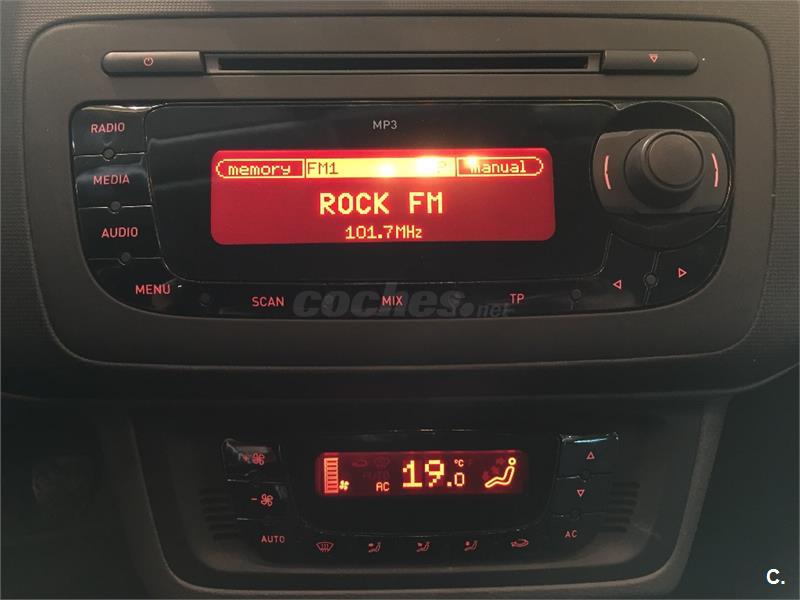 MP3
RADIO
MEDIA
AUDIO
MENU
memory FM1 TP manual
ROCK FM
101.7MHz
SCAN MIX TP
coches.net
19.0 °C
AC
AUTO
AC
C.